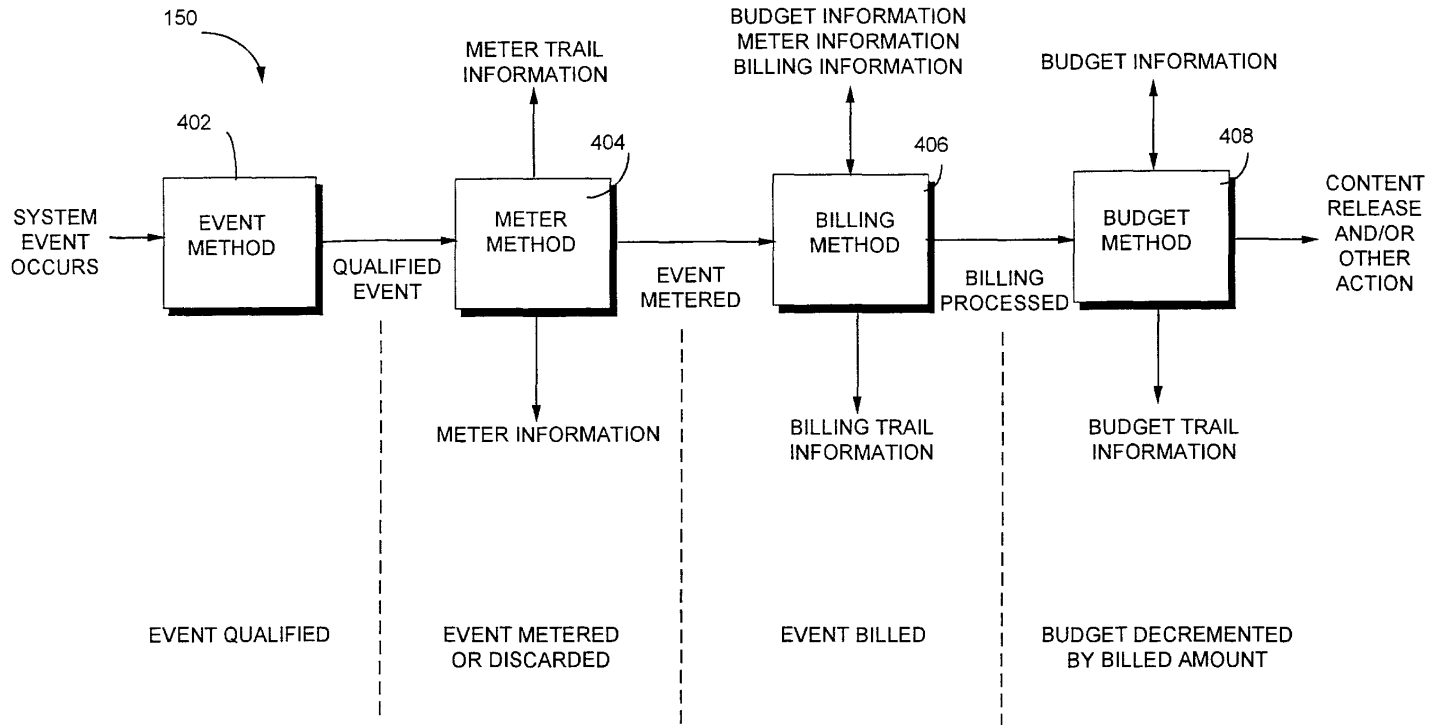 150
METER TRAIL
INFORMATION
BUDGET INFORMATION
METER INFORMATION
BILLING INFORMATION
BUDGET INFORMATION
402
404
406
408
SYSTEM
EVENT
OCCURS
EVENT
METHOD
QUALIFIED
EVENT
METER
METHOD
EVENT
METERED
BILLING
METHOD
BILLING
PROCESSED
BUDGET
METHOD
CONTENT
RELEASE
AND/OR
OTHER
ACTION
METER INFORMATION
BILLING TRAIL
INFORMATION
BUDGET TRAIL
INFORMATION
EVENT QUALIFIED
EVENT METERED
OR DISCARDED
EVENT BILLED
BUDGET DECREMENTED
BY BILLED AMOUNT